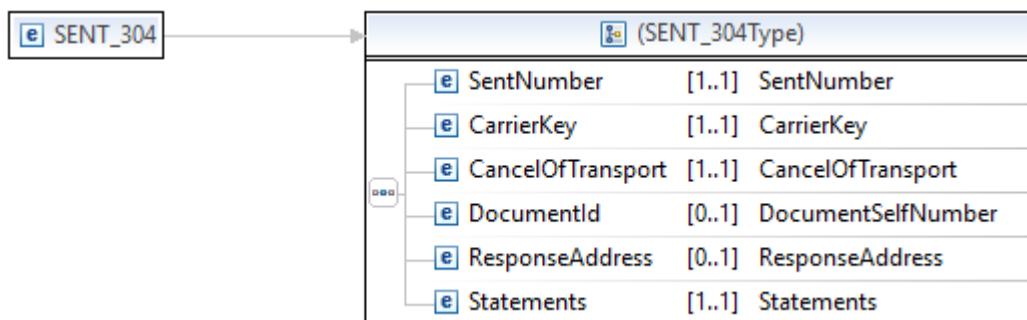 e SENT_304
(SENT_304Type)
e SentNumber [1..1] SentNumber
e CarrierKey [1..1] CarrierKey
e CancelOfTransport [1..1] CancelOfTransport
e DocumentId [0..1] DocumentSelfNumber
e ResponseAddress [0..1] ResponseAddress
e Statements [1..1] Statements